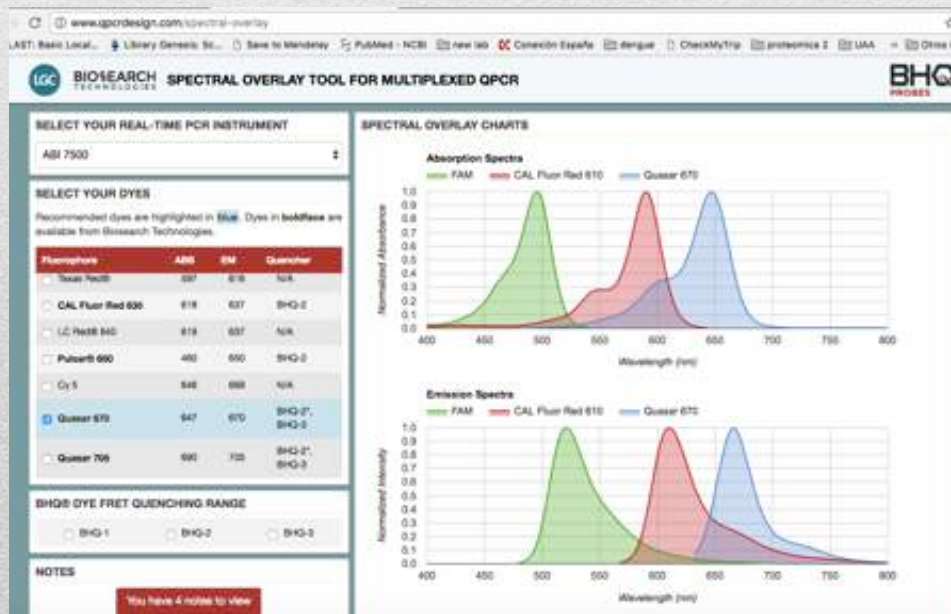 www.qpcrdesign.com/spectral-overlay
LAST: Basic Local... Library Genesis: Sc... Save to Mendeley PubMed - NCBI new lab Conexión España dengue CheckMyTrip proteomica 2 UAA Otros
LGC BIOSEARCH TECHNOLOGIES SPECTRAL OVERLAY TOOL FOR MULTIPLEXED QPCR BHQ PROBES
SELECT YOUR REAL-TIME PCR INSTRUMENT
ABI 7500
SELECT YOUR DYES
Recommended dyes are highlighted in blue. Dyes in boldface are
available from Biosearch Technologies.
Fluorophore ABS EM Quencher
Texas Red® 597 616 N/A
CAL Fluor Red 635 618 637 BHQ-2
LC Red® 640 618 637 N/A
Pulsar® 650 460 650 BHQ-2
Cy 5 N/A
Quasar 670 647 670 BHQ-2*,
BHQ-3
Quasar 705 690 705 BHQ-2*,
BHQ-3
BHQ® DYE FRET QUENCHING RANGE
BHQ-1 BHQ-2 BHQ-3
NOTES
You have 4 notes to view
SPECTRAL OVERLAY CHARTS
Absorption Spectra
FAM CAL Fluor Red 610 Quasar 670
Normalized Absorbance
1.0
0.9
0.8
0.7
0.6
0.5
0.4
0.3
0.2
0.1
0.0
400 450 500 550 600 650 700 750 800
Wavelength (nm)
Emission Spectra
FAM CAL Fluor Red 610 Quasar 670
Normalized Intensity
1.0
0.9
0.8
0.7
0.6
0.5
0.4
0.3
0.2
0.1
0.0
400 450 500 550 600 650 700 750 800
Wavelength (nm)